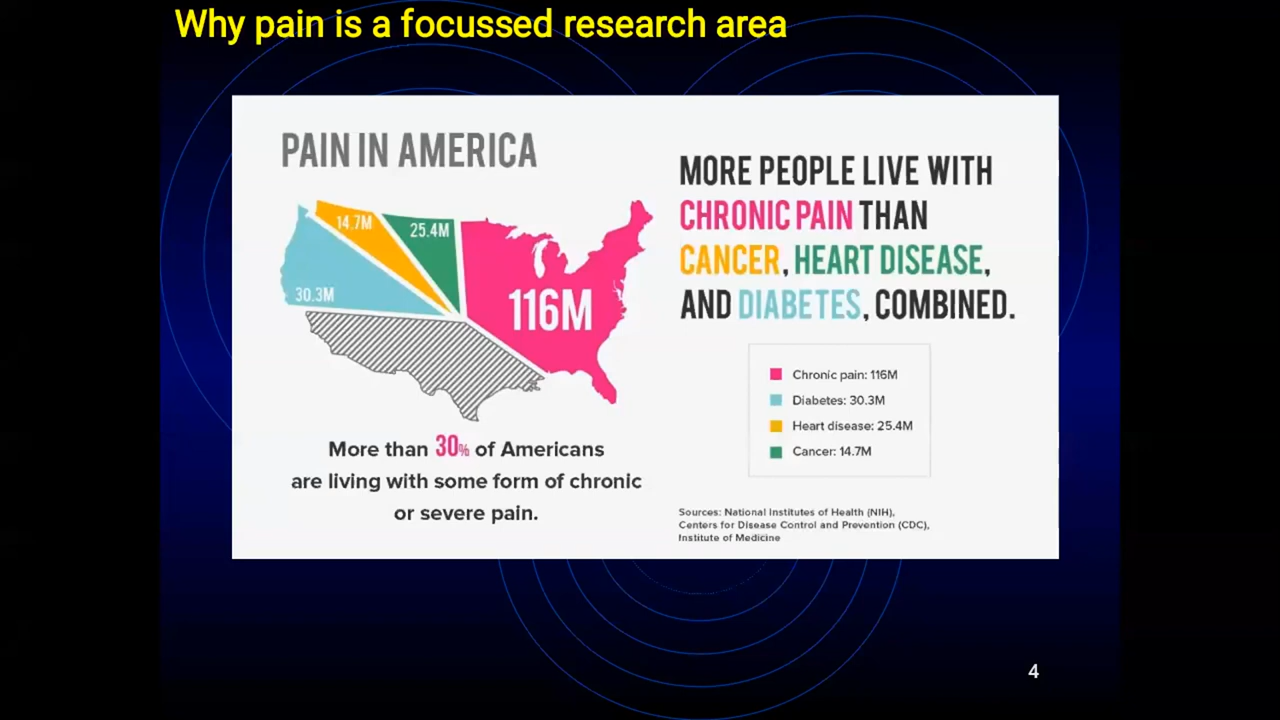 Why pain is a focussed research area
PAIN IN AMERICA
14.7M
25.4M
30.3M
116M
More than 30% of Americans
are living with some form of chronic
or severe pain.
MORE PEOPLE LIVE WITH
CHRONIC PAIN THAN
CANCER, HEART DISEASE,
AND DIABETES, COMBINED.
Chronic pain: 116M
Diabetes: 30.3M
Heart disease: 25.4M
Cancer: 14.7M
Sources: National Institutes of Health (NIH),
Centers for Disease Control and Prevention (CDC),
Institute of Medicine
4